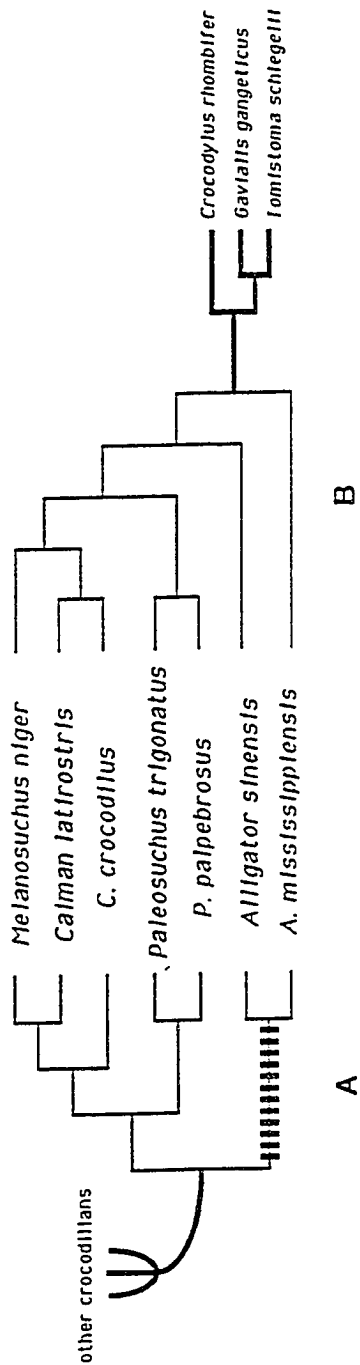 other crocodilians
Melanosuchus niger
Caiman latirostris
C. crocodilus
Paleosuchus trigonatus
P. palpebrosus
Alligator sinensis
A. mississippiensis
Crocodylus rhombifer
Gavialis gangeticus
Tomistoma schlegelii
A
B